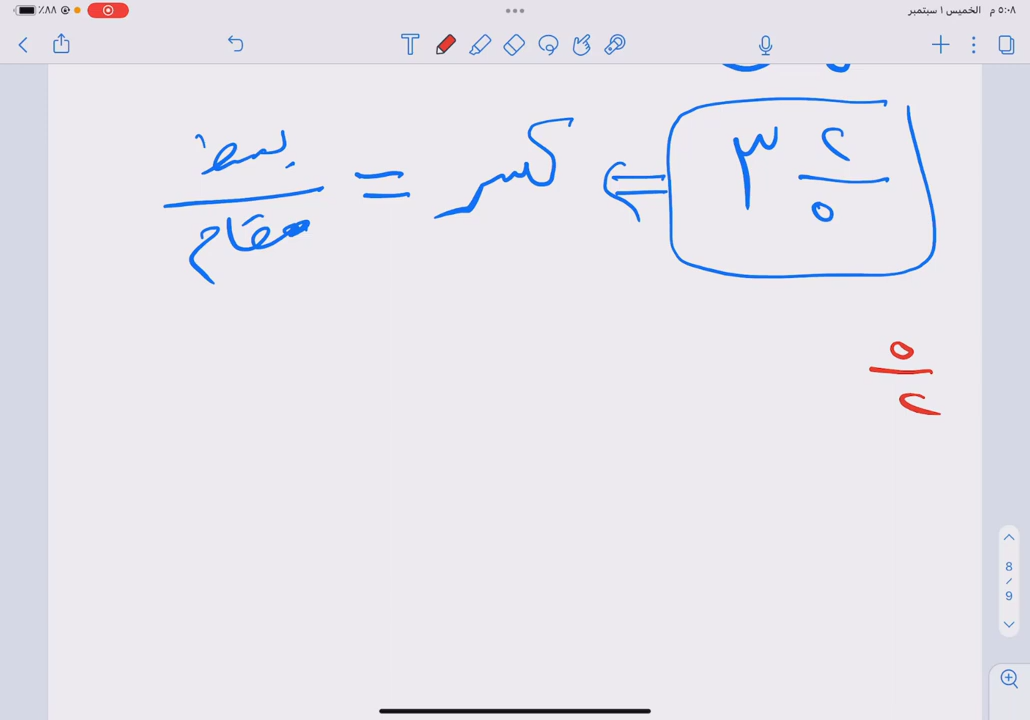 ٥:٠٨ م الخميس ١ سبتمبر
٪٨٨
T
٣ ٢/٥ ⇐ كسر = بسط/مقام
٥/٢
8/9